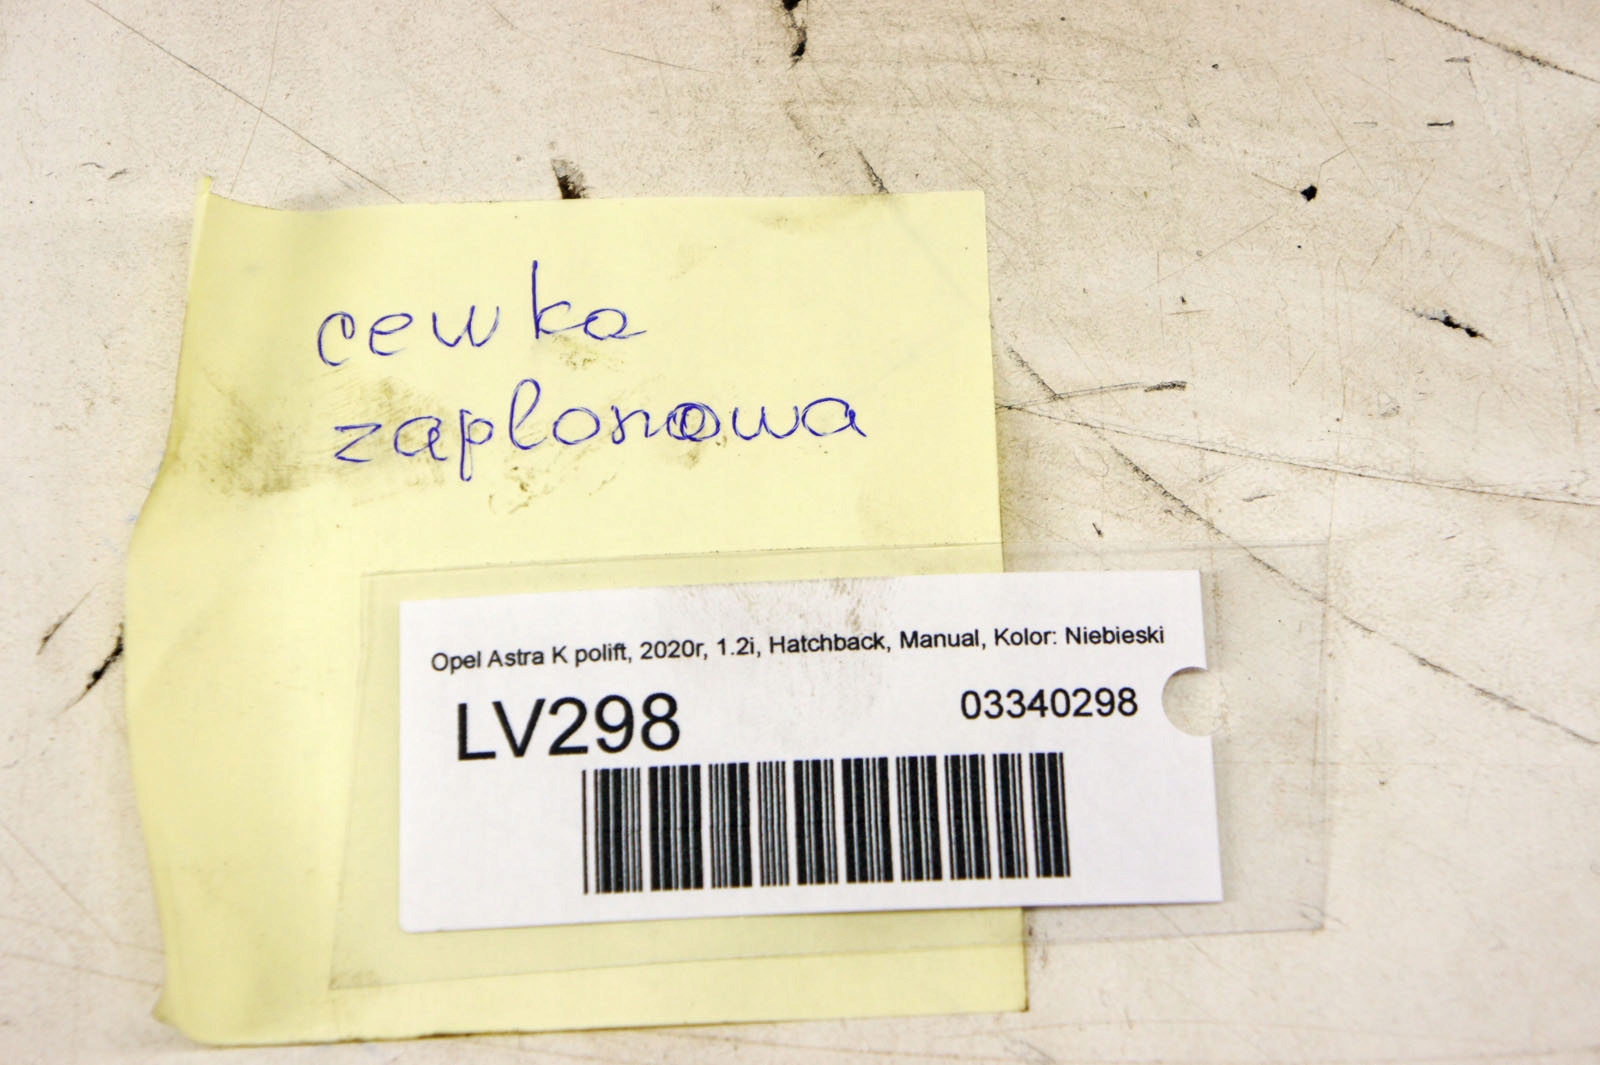 cewka
zaplonowa
Opel Astra K polift, 2020r, 1.2i, Hatchback, Manual, Kolor: Niebieski
LV298
03340298